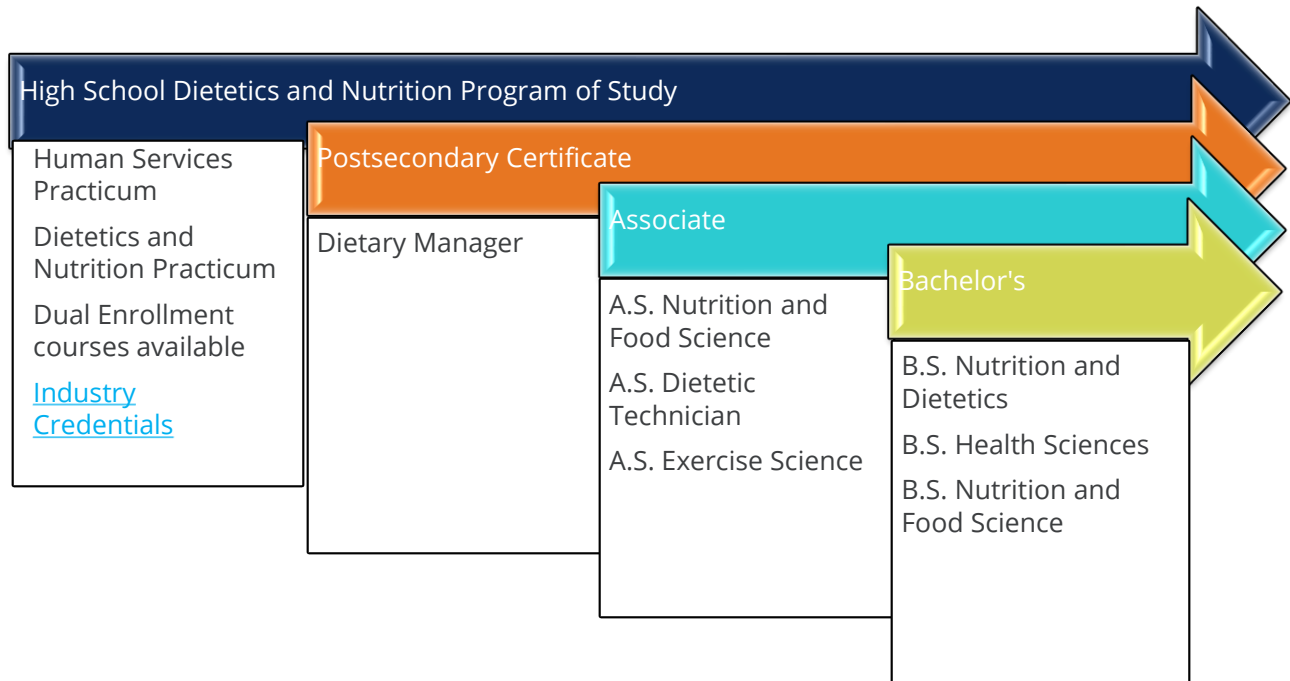 High School Dietetics and Nutrition Program of Study
Human Services
Practicum
Dietetics and
Nutrition Practicum
Dual Enrollment
courses available
Industry
Credentials
Postsecondary Certificate
Dietary Manager
Associate
A.S. Nutrition and
Food Science
A.S. Dietetic
Technician
A.S. Exercise Science
Bachelor's
B.S. Nutrition and
Dietetics
B.S. Health Sciences
B.S. Nutrition and
Food Science